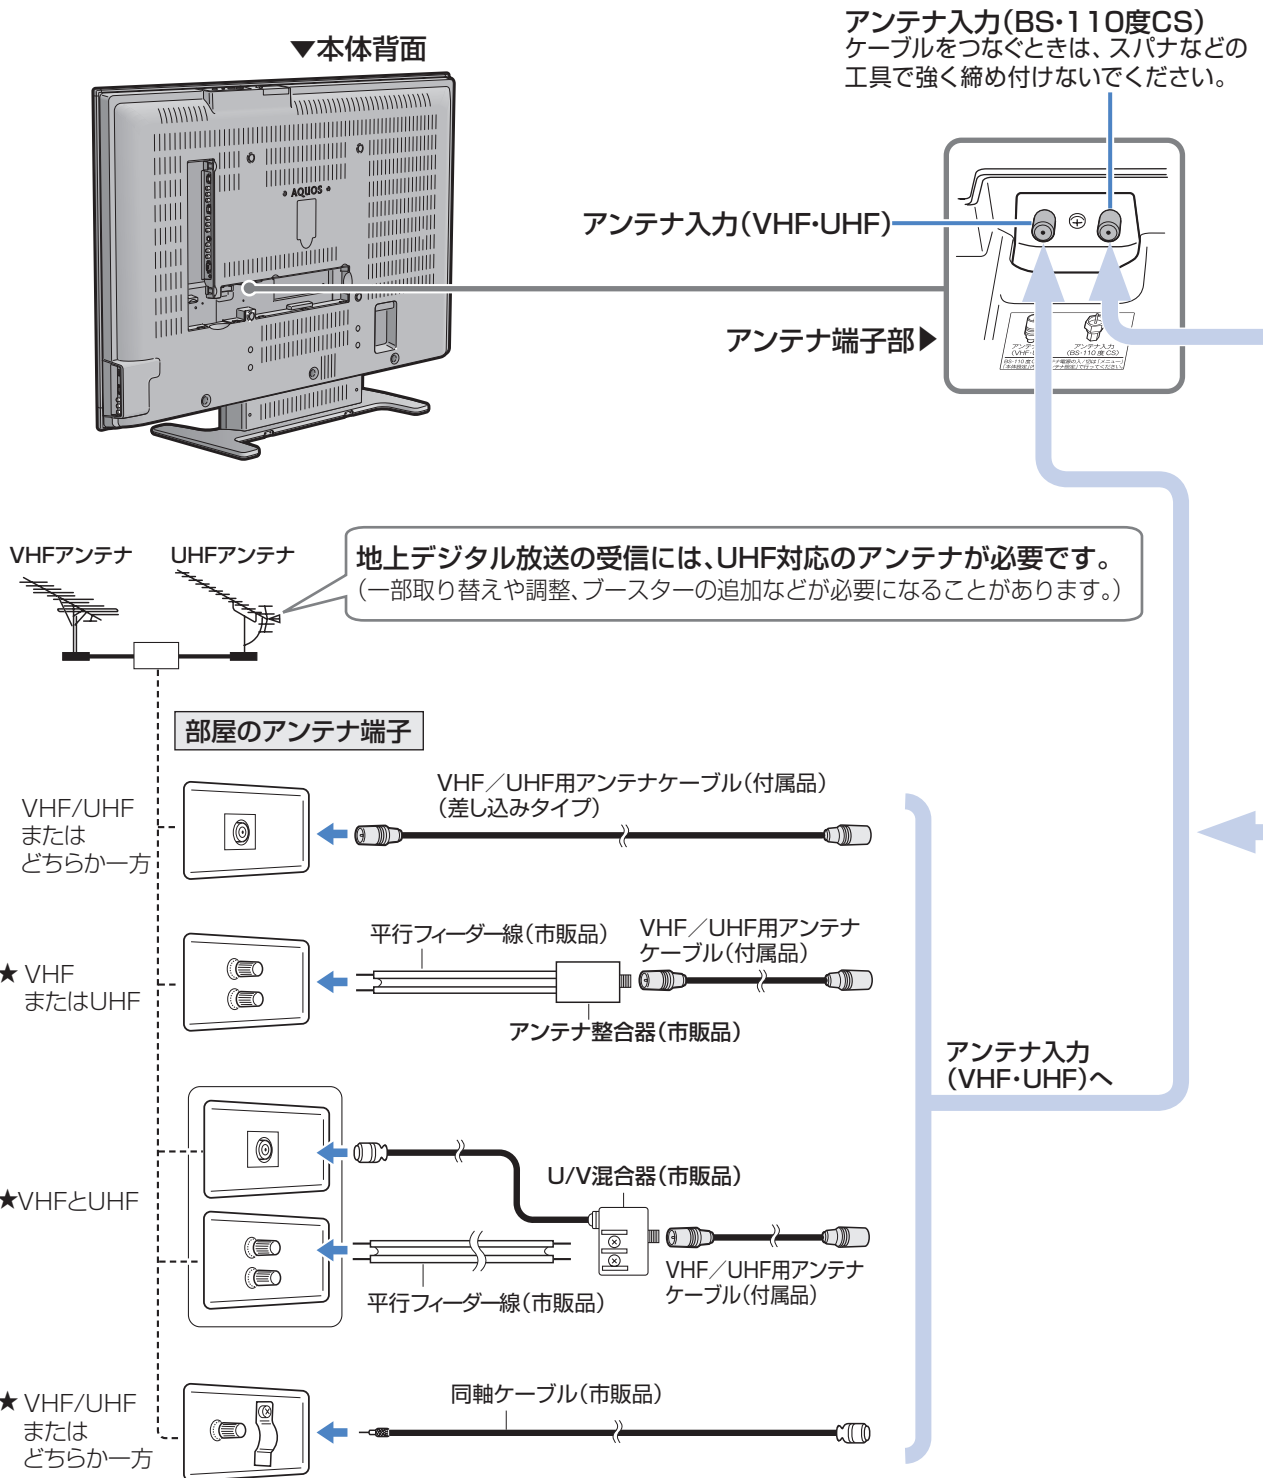 アンテナ入力(BS・110度CS)
ケーブルをつなぐときは、スパナなどの
工具で強く締め付けないでください。
▼本体背面
AQUOS
アンテナ入力(VHF・UHF)
アンテナ端子部▶
アンテナ入力
(BS・110度CS)
VHFアンテナ
UHFアンテナ
地上デジタル放送の受信には、UHF対応のアンテナが必要です。
(一部取り替えや調整、ブースターの追加などが必要になることがあります。)
部屋のアンテナ端子
VHF/UHF
または
どちらか一方
VHF/UHF用アンテナケーブル(付属品)
(差し込みタイプ)
★ VHF
またはUHF
平行フィーダー線(市販品)
VHF/UHF用アンテナ
ケーブル(付属品)
アンテナ整合器(市販品)
アンテナ入力
(VHF・UHF)へ
★VHFとUHF
U/V混合器(市販品)
平行フィーダー線(市販品)
VHF/UHF用アンテナ
ケーブル(付属品)
★ VHF/UHF
または
どちらか一方
同軸ケーブル(市販品)